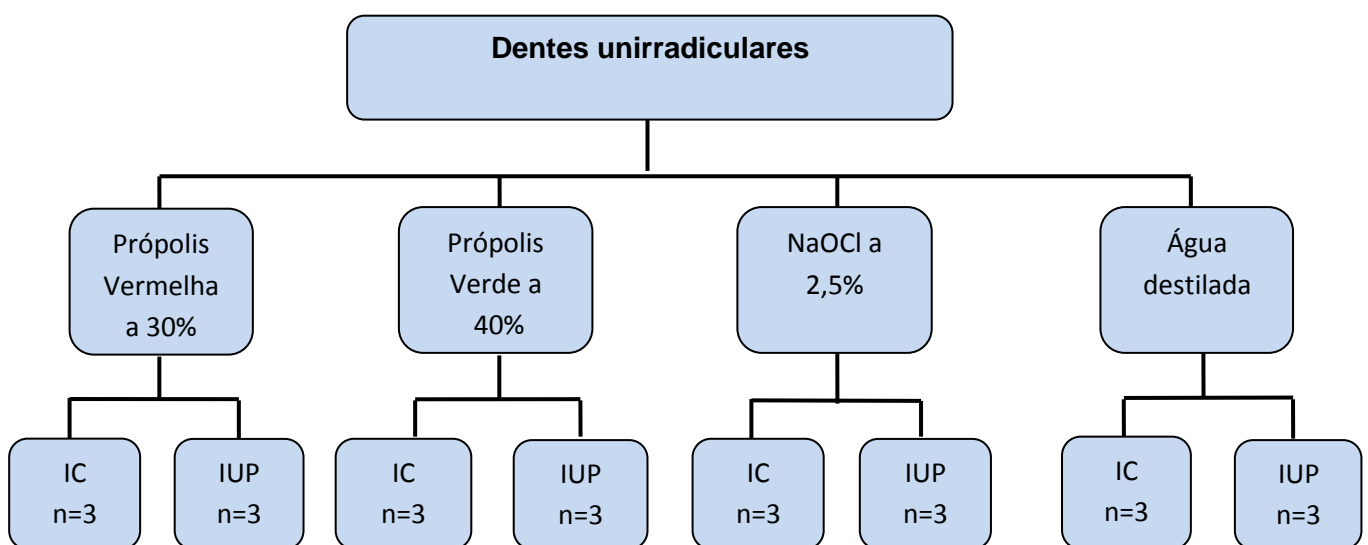 Dentes unirradiculares
Própolis
Vermelha
a 30%
Própolis
Verde a
40%
NaOCl a
2,5%
Água
destilada
IC
n=3
IUP
n=3
IC
n=3
IUP
n=3
IC
n=3
IUP
n=3
IC
n=3
IUP
n=3